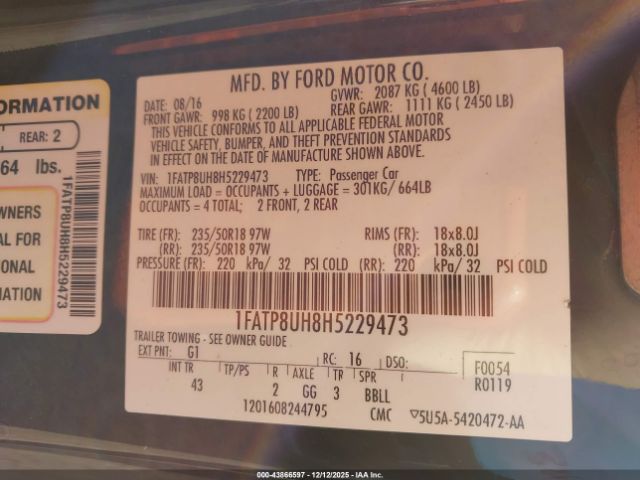 ORMATION
REAR: 2
64 lbs.
WNERS
AL FOR
IONAL
MATION
1FATP8UH8H5229473
MFD. BY FORD MOTOR CO.
DATE: 08/16 GVWR: 2087 KG ( 4600 LB)
FRONT GAWR: 998 KG ( 2200 LB) REAR GAWR: 1111 KG ( 2450 LB)
THIS VEHICLE CONFORMS TO ALL APPLICABLE FEDERAL MOTOR
VEHICLE SAFETY, BUMPER, AND THEFT PREVENTION STANDARDS
IN EFFECT ON THE DATE OF MANUFACTURE SHOWN ABOVE.
VIN: 1FATP8UH8H5229473 TYPE: Passenger Car
MAXIMUM LOAD = OCCUPANTS + LUGGAGE = 301KG/ 664LB
OCCUPANTS = 4 TOTAL: 2 FRONT, 2 REAR
TIRE (FR): 235/50R18 97W RIMS (FR): 18x8.0J
(RR): 235/50R18 97W (RR): 18x8.0J
PRESSURE (FR): 220 kPa/ 32 PSI COLD (RR): 220 kPa/ 32 PSI COLD
1FATP8UH8H5229473
TRAILER TOWING - SEE OWNER GUIDE
EXT PNT: G1 RC: 16 DSO: F0054
INT TR TP/PS R AXLE TR SPR R0119
43 2 GG 3 BBLL
1201608244795 CMC ▽5U5A-5420472-AA
000-43866597 - 12/12/2025 - IAA Inc.